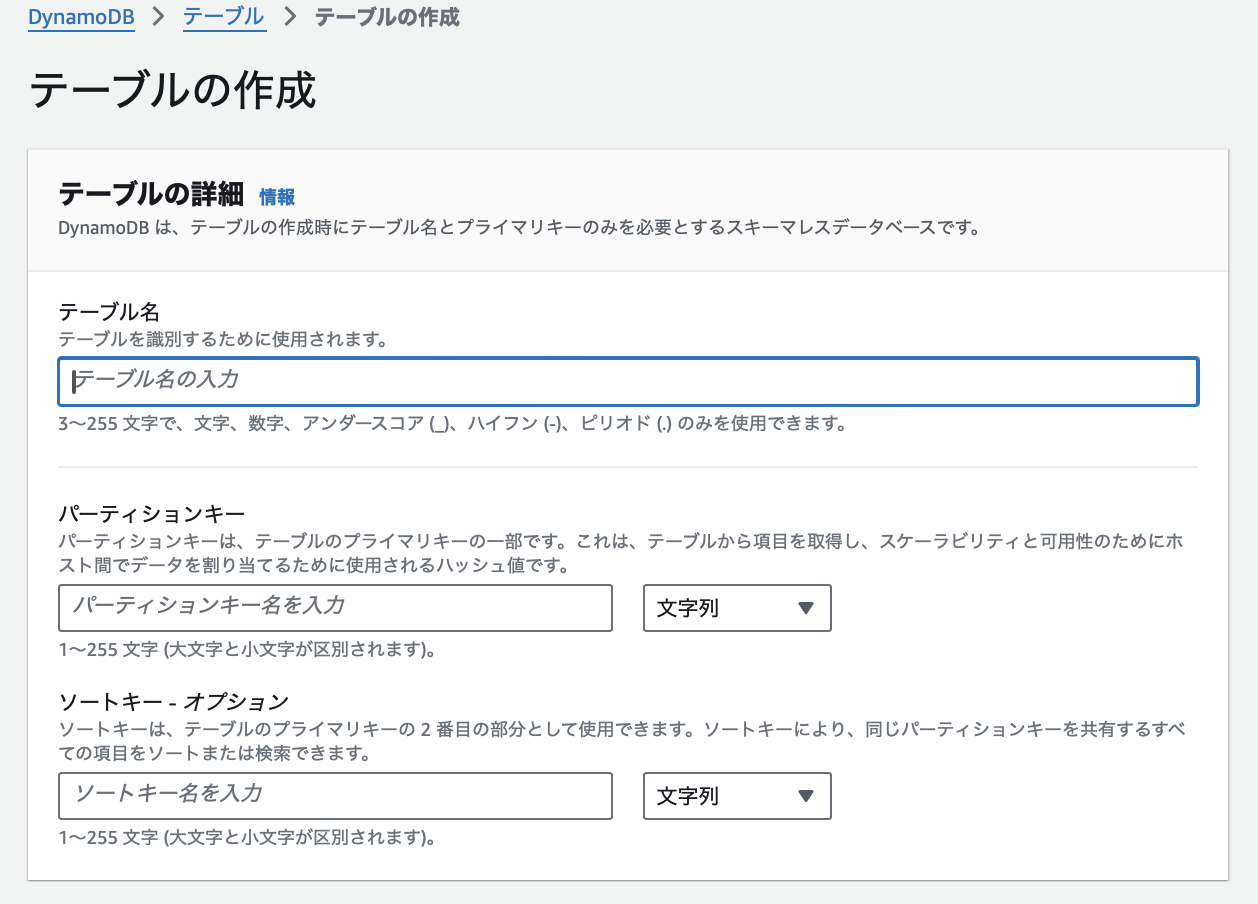 DynamoDB > テーブル > テーブルの作成
テーブルの作成
テーブルの詳細 情報
DynamoDB は、テーブルの作成時にテーブル名とプライマリキーのみを必要とするスキーマレスデータベースです。
テーブル名
テーブルを識別するために使用されます。
テーブル名の入力
3〜255 文字で、文字、数字、アンダースコア (_)、ハイフン (-)、ピリオド (.) のみを使用できます。
パーティションキー
パーティションキーは、テーブルのプライマリキーの一部です。これは、テーブルから項目を取得し、スケーラビリティと可用性のためにホ
スト間でデータを割り当てるために使用されるハッシュ値です。
パーティションキー名を入力 文字列
1〜255 文字 (大文字と小文字が区別されます)。
ソートキー - オプション
ソートキーは、テーブルのプライマリキーの 2 番目の部分として使用できます。ソートキーにより、同じパーティションキーを共有するすべ
ての項目をソートまたは検索できます。
ソートキー名を入力 文字列
1〜255 文字 (大文字と小文字が区別されます)。